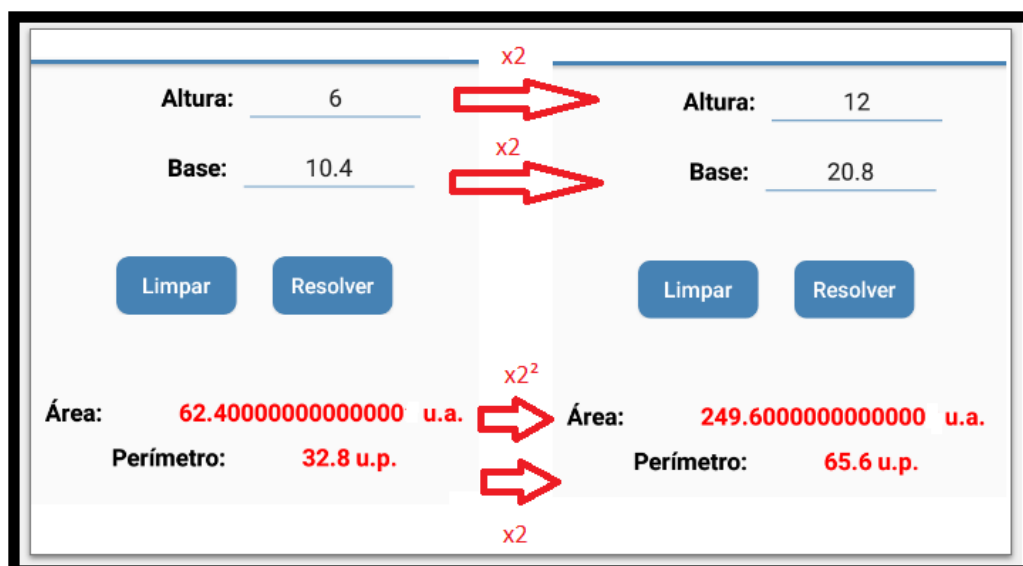 x2
Altura: 6
Altura: 12
x2
Base: 10.4
Base: 20.8
Limpar Resolver
Limpar Resolver
x2²
Área: 62.40000000000000 u.a.
Área: 249.6000000000000 u.a.
Perímetro: 32.8 u.p.
Perímetro: 65.6 u.p.
x2